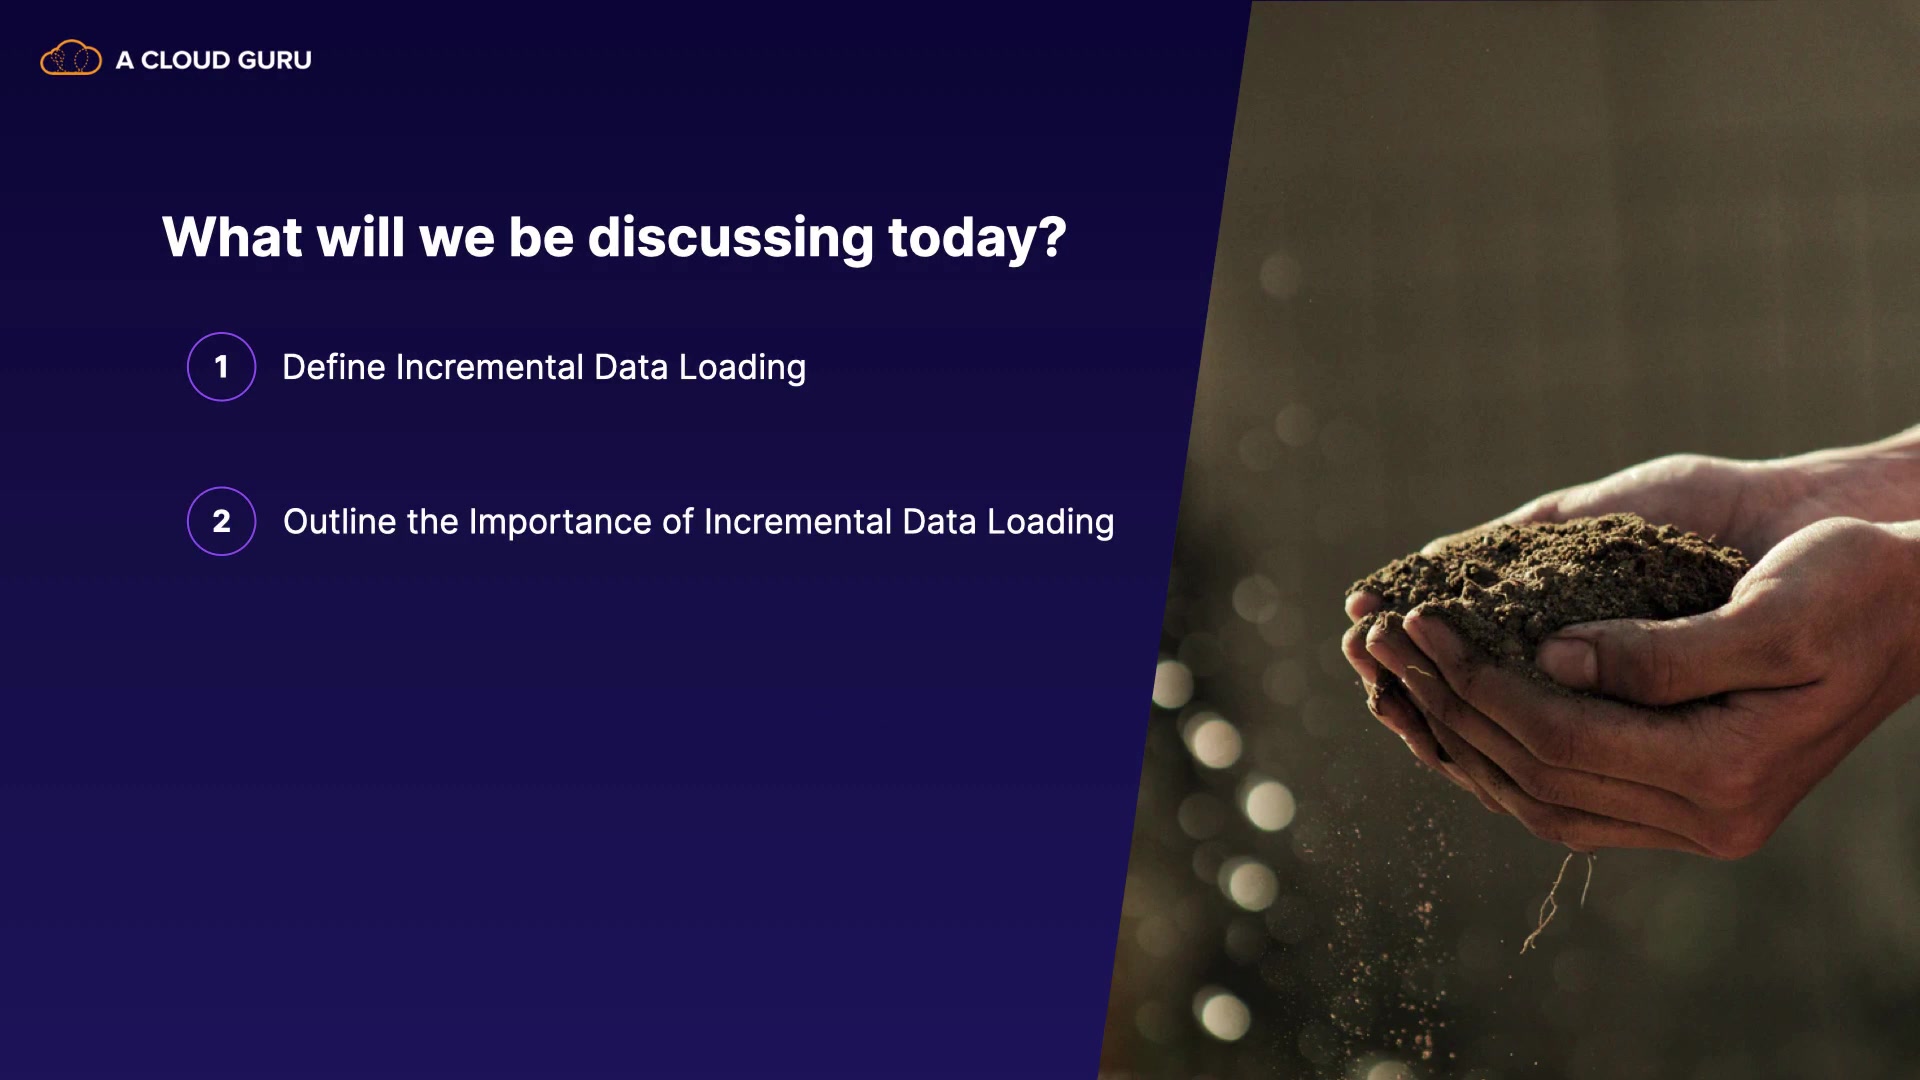 A CLOUD GURU
What will we be discussing today?
1 Define Incremental Data Loading
2 Outline the Importance of Incremental Data Loading